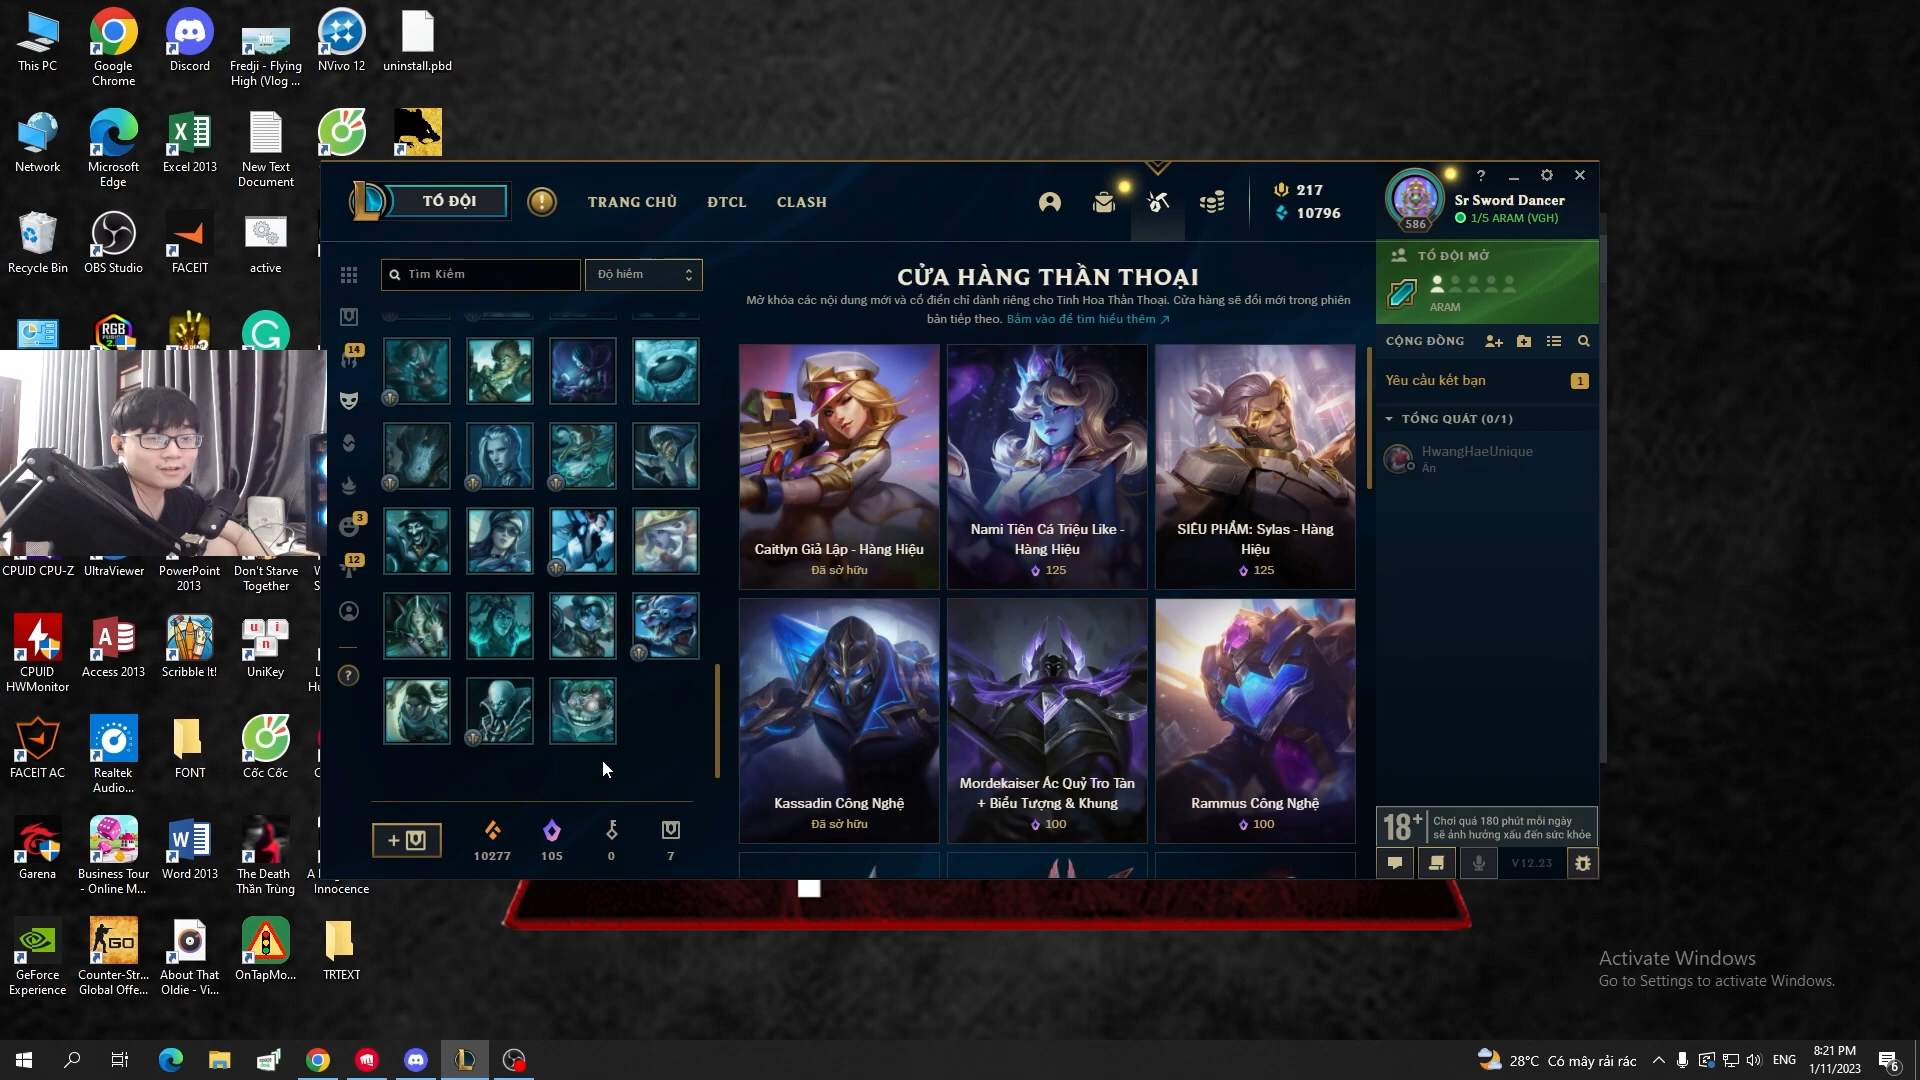 This PC
Google
Chrome
Discord
Fredji - Flying
High (Vlog ...
NVivo 12
uninstall.pbd
Network
Microsoft
Edge
Excel 2013
New Text
Document
Recycle Bin
OBS Studio
FACEIT
active
CPUID CPU-Z
UltraViewer
PowerPoint
2013
Don't Starve
Together
CPUID
HWMonitor
Access 2013
Scribble It!
UniKey
FACEIT AC
Realtek
Audio...
FONT
Cốc Cốc
Garena
Business Tour
- Online M...
Word 2013
The Death
Thần Trùng
Innocence
GeForce
Experience
Counter-Str...
Global Offe...
About That
Oldie - Vi...
OnTapMo...
TRTEXT
TỔ ĐỘI
TRANG CHỦ
ĐTCL
CLASH
217
10796
586
Sr Sword Dancer
1/5 ARAM (VGH)
Tìm Kiếm
Độ hiếm
14
3
12
CỬA HÀNG THẦN THOẠI
Mở khóa các nội dung mới và cổ điển chỉ dành riêng cho Tinh Hoa Thần Thoại. Cửa hàng sẽ đổi mới trong phiên
bản tiếp theo. Bấm vào để tìm hiểu thêm
Caitlyn Giả Lập - Hàng Hiệu
Đã sở hữu
Nami Tiên Cá Triệu Like -
Hàng Hiệu
125
SIÊU PHẨM: Sylas - Hàng
Hiệu
125
Kassadin Công Nghệ
Đã sở hữu
Mordekaiser Ác Quỷ Tro Tàn
+ Biểu Tượng & Khung
100
Rammus Công Nghệ
100
10277
105
0
7
TỔ ĐỘI MỞ
ARAM
CỘNG ĐỒNG
Yêu cầu kết bạn
1
TỔNG QUÁT (0/1)
HwangHaeUnique
Ẩn
18+
Chơi quá 180 phút mỗi ngày
sẽ ảnh hưởng xấu đến sức khỏe
V12.23
Activate Windows
Go to Settings to activate Windows.
28°C Có mây rải rác
ENG
8:21 PM
1/11/2023
6